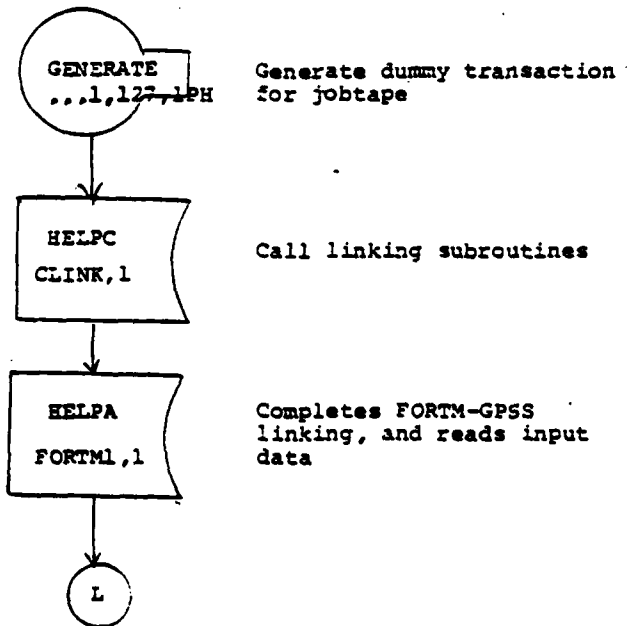 GENERATE
,,,1,127,1PH
Generate dummy transaction
for jobtape
HELPC
CLINK,1
Call linking subroutines
HELPA
FORTM1,1
Completes FORTM-GPSS
linking, and reads input
data
L